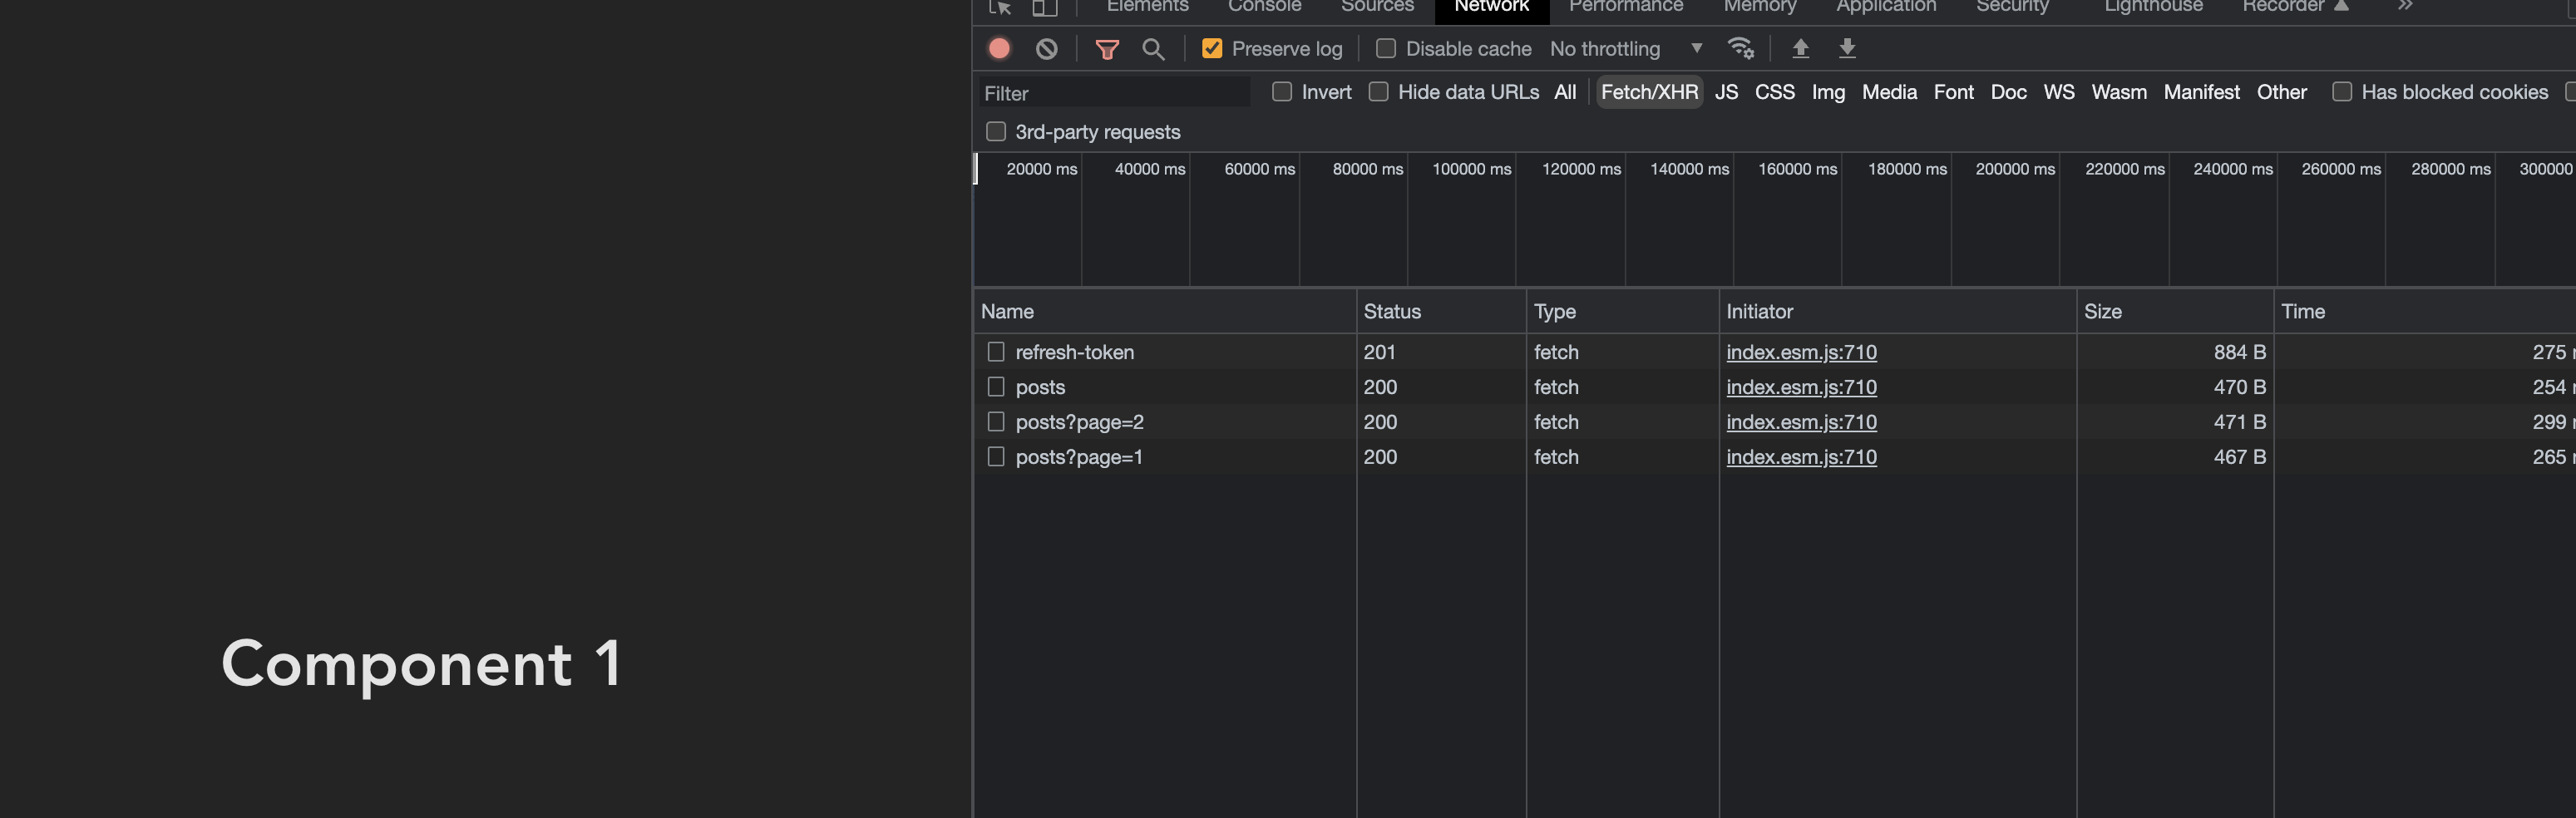 Elements Console Sources Network Performance Memory Application Security Lighthouse Recorder
Preserve log Disable cache No throttling
Filter Invert Hide data URLs All Fetch/XHR JS CSS Img Media Font Doc WS Wasm Manifest Other Has blocked cookies
3rd-party requests
20000 ms 40000 ms 60000 ms 80000 ms 100000 ms 120000 ms 140000 ms 160000 ms 180000 ms 200000 ms 220000 ms 240000 ms 260000 ms 280000 ms 300000
Name Status Type Initiator Size Time
refresh-token 201 fetch index.esm.js:710 884 B 275
posts 200 fetch index.esm.js:710 470 B 254
posts?page=2 200 fetch index.esm.js:710 471 B 299
posts?page=1 200 fetch index.esm.js:710 467 B 265
Component 1